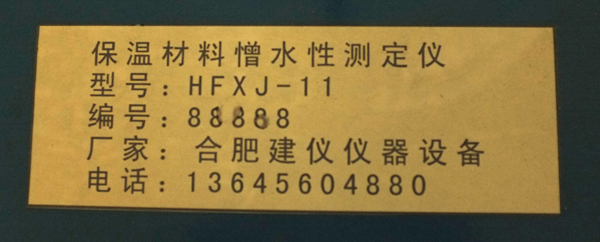 保温材料憎水性测定仪
型号：HFXJ-11
编号：88888
厂家：合肥建仪仪器设备
电话：13645604880